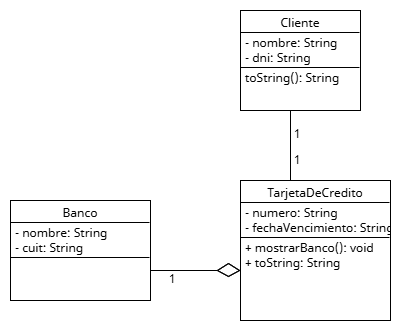 Cliente
- nombre: String
- dni: String
toString(): String
1
1
TarjetaDeCredito
- numero: String
- fechaVencimiento: String
+ mostrarBanco(): void
+ toString: String
Banco
- nombre: String
- cuit: String
1